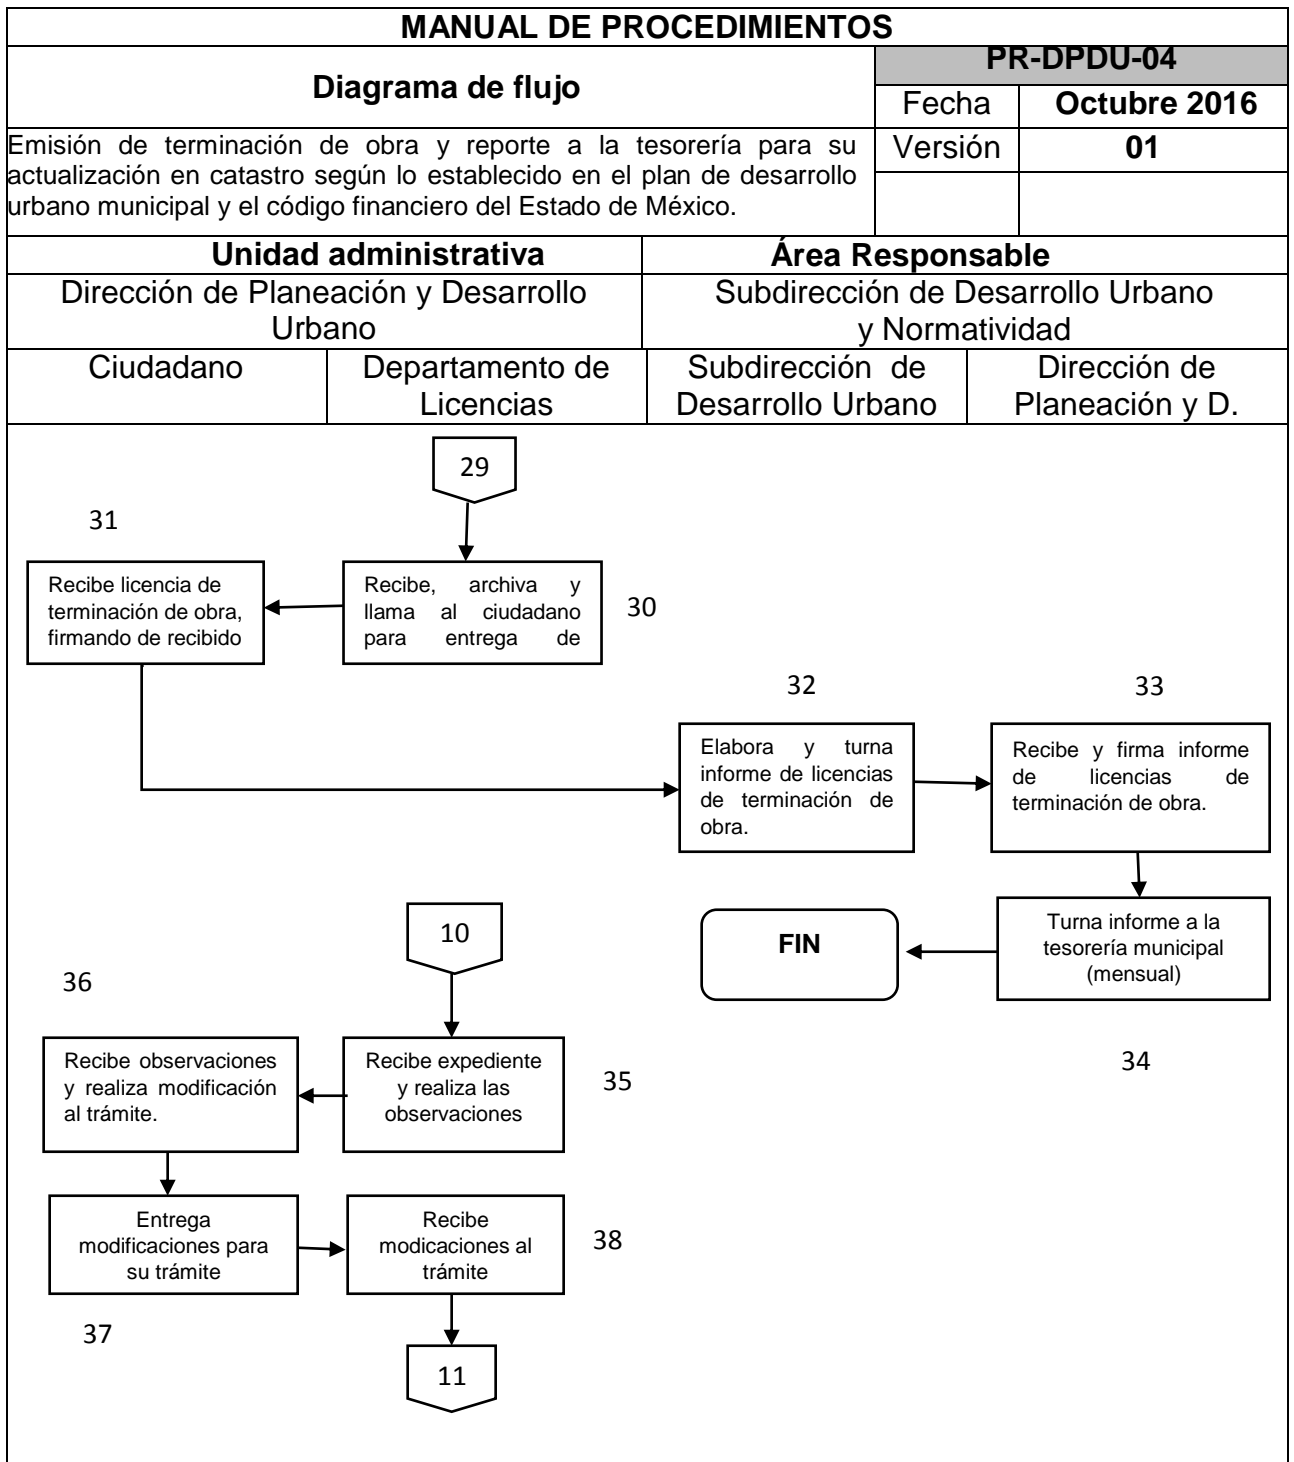 MANUAL DE PROCEDIMIENTOS
Diagrama de flujo
PR-DPDU-04
Fecha
Octubre 2016
Emisión de terminación de obra y reporte a la tesorería para su
actualización en catastro según lo establecido en el plan de desarrollo
urbano municipal y el código financiero del Estado de México.
Versión
01
Unidad administrativa
Área Responsable
Dirección de Planeación y Desarrollo
Urbano
Subdirección de Desarrollo Urbano
y Normatividad
Ciudadano
Departamento de
Licencias
Subdirección de
Desarrollo Urbano
Dirección de
Planeación y D.
29
31
Recibe licencia de
terminación de obra,
firmando de recibido
Recibe, archiva y
llama al ciudadano
para entrega de
30
32
33
Elabora y turna
informe de licencias
de terminación de
obra.
Recibe y firma informe
de licencias de
terminación de obra.
10
FIN
Turna informe a la
tesorería municipal
(mensual)
36
34
Recibe observaciones
y realiza modificación
al trámite.
Recibe expediente
y realiza las
observaciones
35
Entrega
modificaciones para
su trámite
Recibe
modicaciones al
trámite
38
37
11